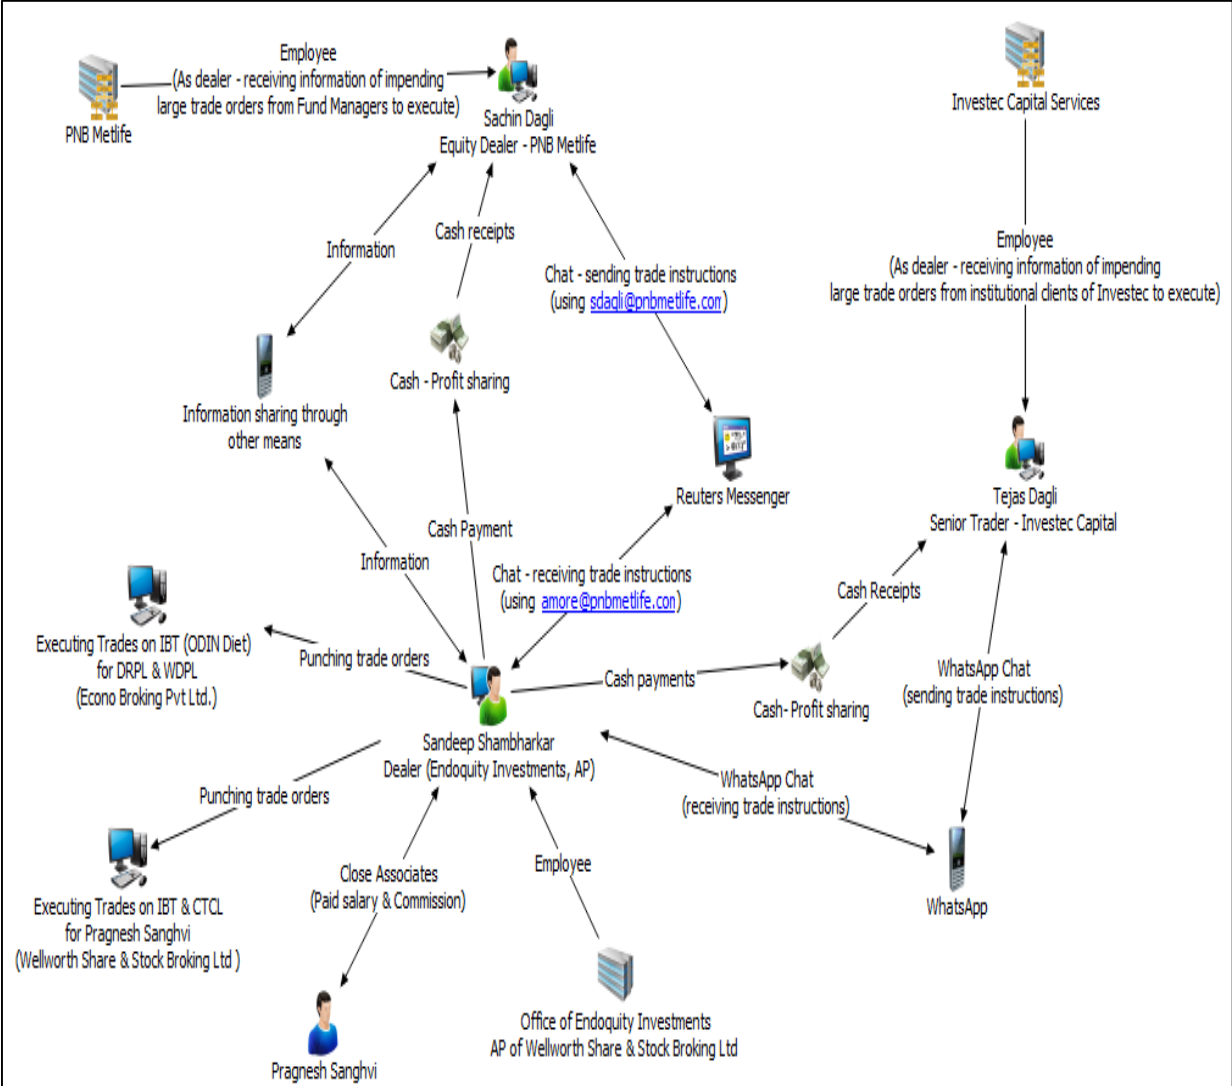 Employee
(As dealer - receiving information of impending
large trade orders from Fund Managers to execute)
PNB Metlife
Sachin Dagli
Equity Dealer - PNB Metlife
Investec Capital Services
Employee
(As dealer - receiving information of impending
large trade orders from institutional clients of Investec to execute)
Information
Cash receipts
Chat - sending trade instructions
(using sdagli@pnbmetlife.com)
Cash - Profit sharing
Information sharing through
other means
Reuters Messenger
Tejas Dagli
Senior Trader - Investec Capital
Cash Payment
Information
Chat - receiving trade instructions
(using amore@pnbmetlife.com)
Cash Receipts
Executing Trades on IBT (ODIN Diet)
for DRPL & WDPL
(Econo Broking Pvt Ltd.)
Punching trade orders
Cash payments
Cash- Profit sharing
WhatsApp Chat
(sending trade instructions)
Sandeep Shambharkar
Dealer (Endoquity Investments, AP)
WhatsApp Chat
(receiving trade instructions)
Punching trade orders
Close Associates
(Paid salary & Commission)
Employee
Executing Trades on IBT & CTCL
for Pragnesh Sanghvi
(Wellworth Share & Stock Broking Ltd )
WhatsApp
Office of Endoquity Investments
AP of Wellworth Share & Stock Broking Ltd
Pragnesh Sanghvi